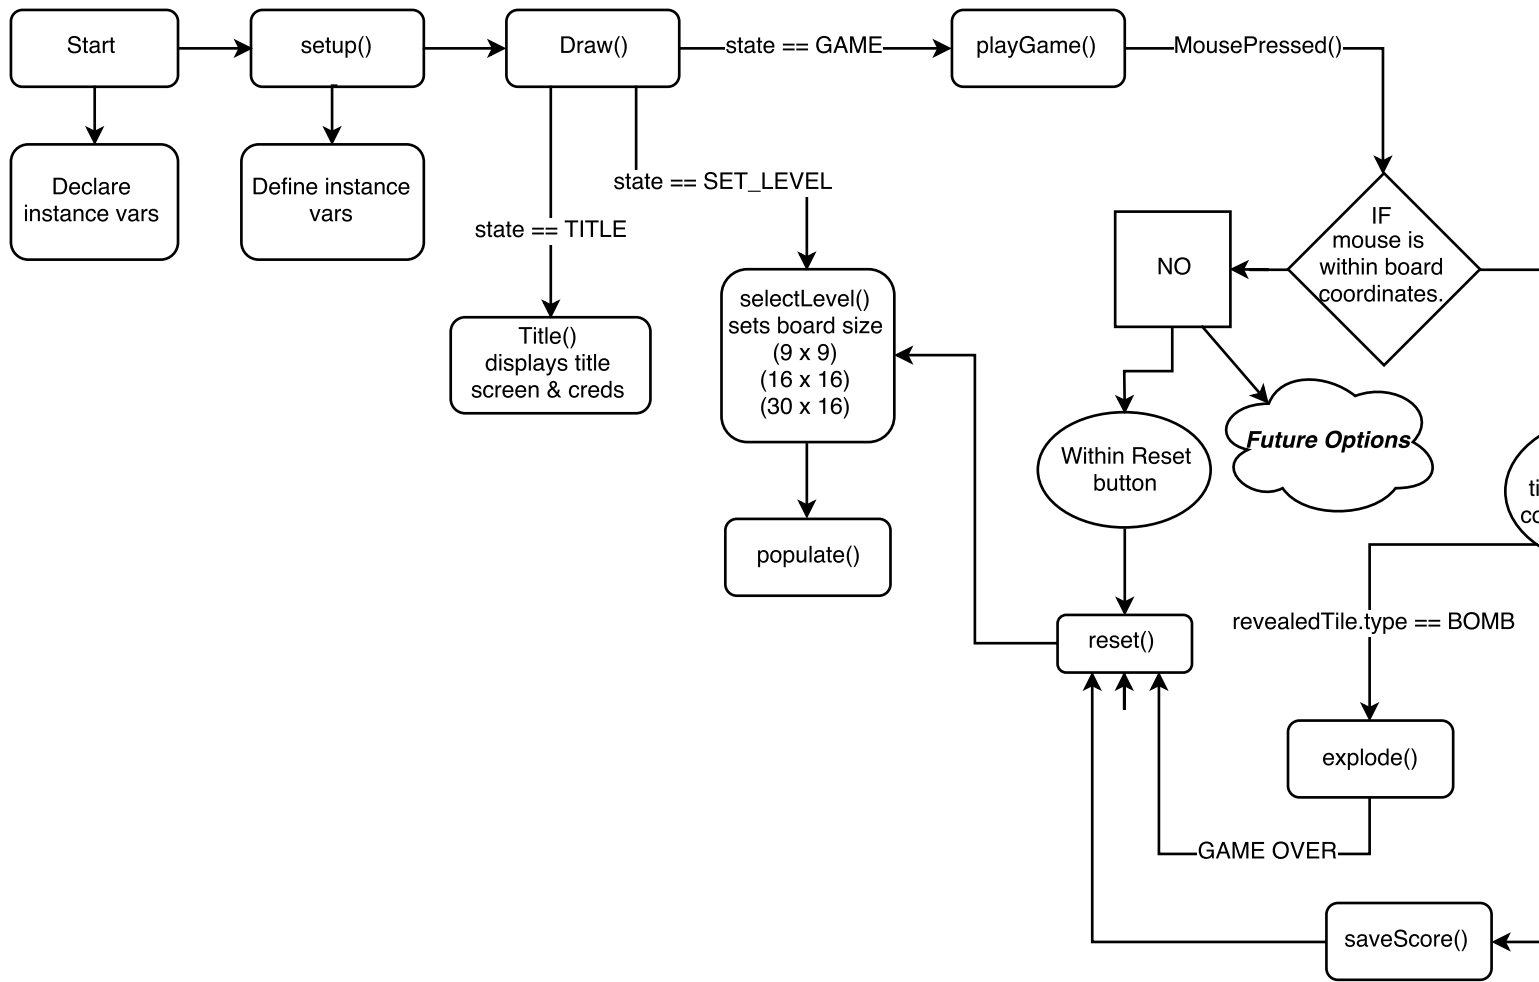 Start
setup()
Draw()
state == GAME
playGame()
MousePressed()
Declare
instance vars
Define instance
vars
state == SET_LEVEL
state == TITLE
IF
mouse is
within board
coordinates.
NO
selectLevel()
sets board size
(9 x 9)
(16 x 16)
(30 x 16)
Title()
displays title
screen & creds
Future Options
Within Reset
button
populate()
reset()
revealedTile.type == BOMB
explode()
GAME OVER
saveScore()